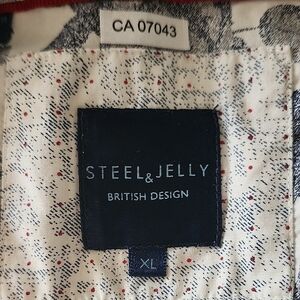 CA 07043
STEEL & JELLY
BRITISH DESIGN
XL